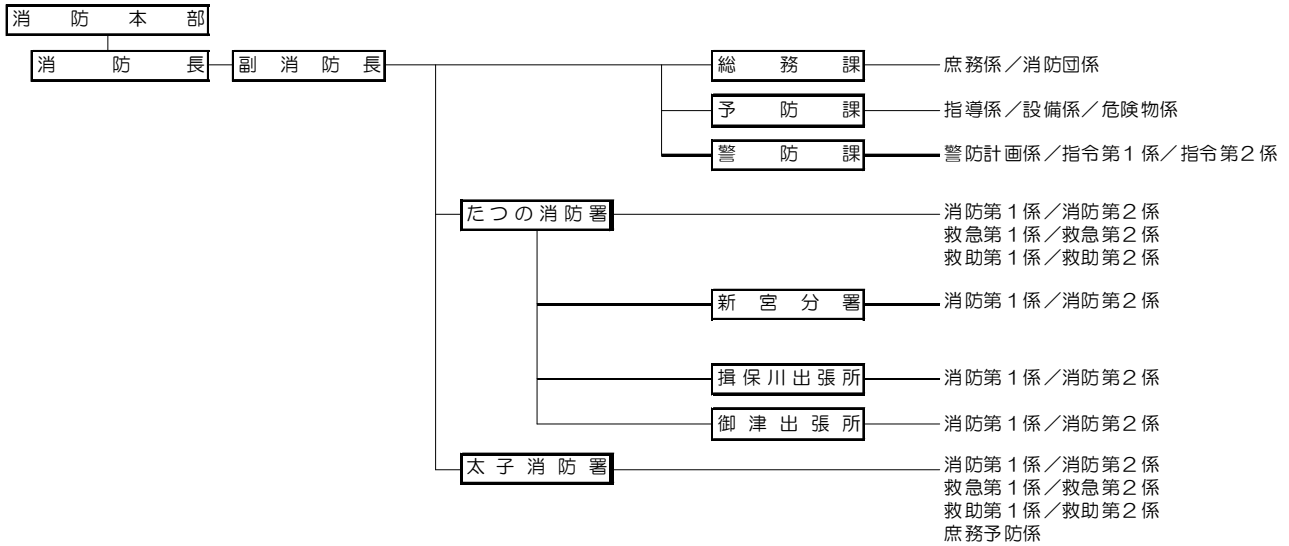 消防本部
消防長 副消防長 総務課 庶務係／消防団係
予防課 指導係／設備係／危険物係
警防課 警防計画係／指令第１係／指令第２係
たつの消防署 消防第１係／消防第２係
救急第１係／救急第２係
救助第１係／救助第２係
新宮分署 消防第１係／消防第２係
揖保川出張所 消防第１係／消防第２係
御津出張所 消防第１係／消防第２係
太子消防署 消防第１係／消防第２係
救急第１係／救急第２係
救助第１係／救助第２係
庶務予防係